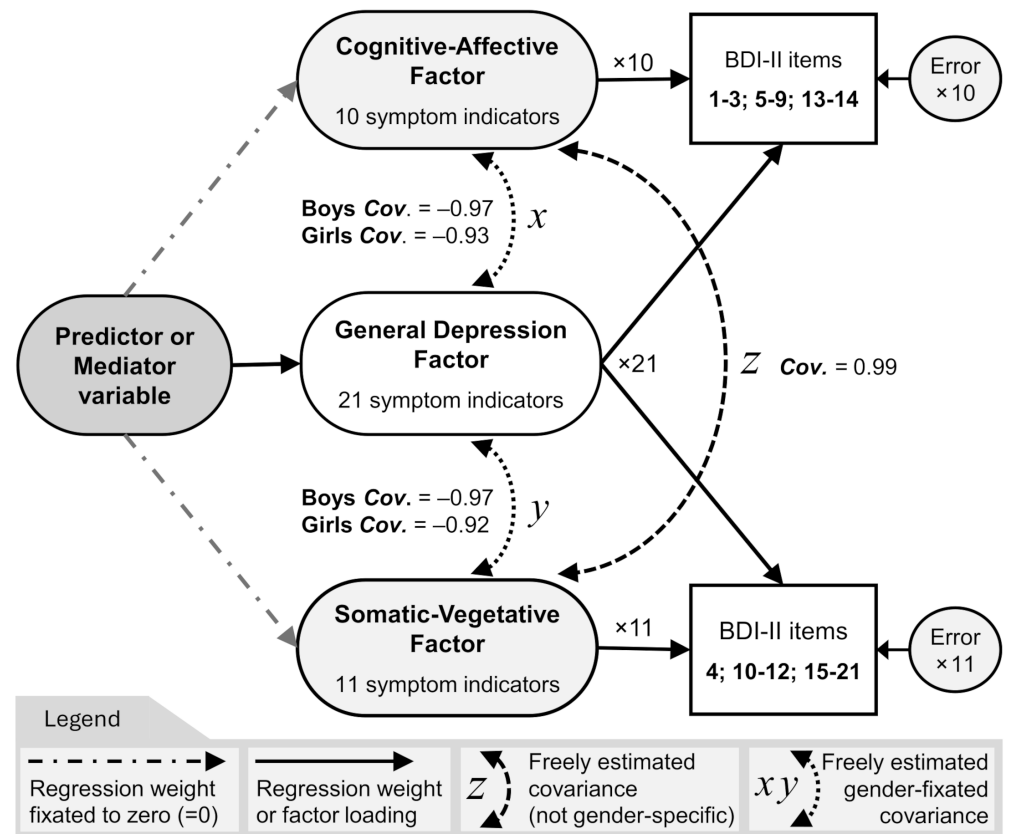 Cognitive-Affective
Factor
10 symptom indicators
×10
BDI-II items
1-3; 5-9; 13-14
Error
×10
Boys Cov. = –0.97
Girls Cov. = –0.93
x
Predictor or
Mediator
variable
General Depression
Factor
21 symptom indicators
×21
z Cov. = 0.99
Boys Cov. = –0.97
Girls Cov. = –0.92
y
Somatic-Vegetative
Factor
11 symptom indicators
×11
BDI-II items
4; 10-12; 15-21
Error
×11
Legend
Regression weight
fixated to zero (=0)
Regression weight
or factor loading
z
Freely estimated
covariance
(not gender-specific)
x y
Freely estimated
gender-fixated
covariance